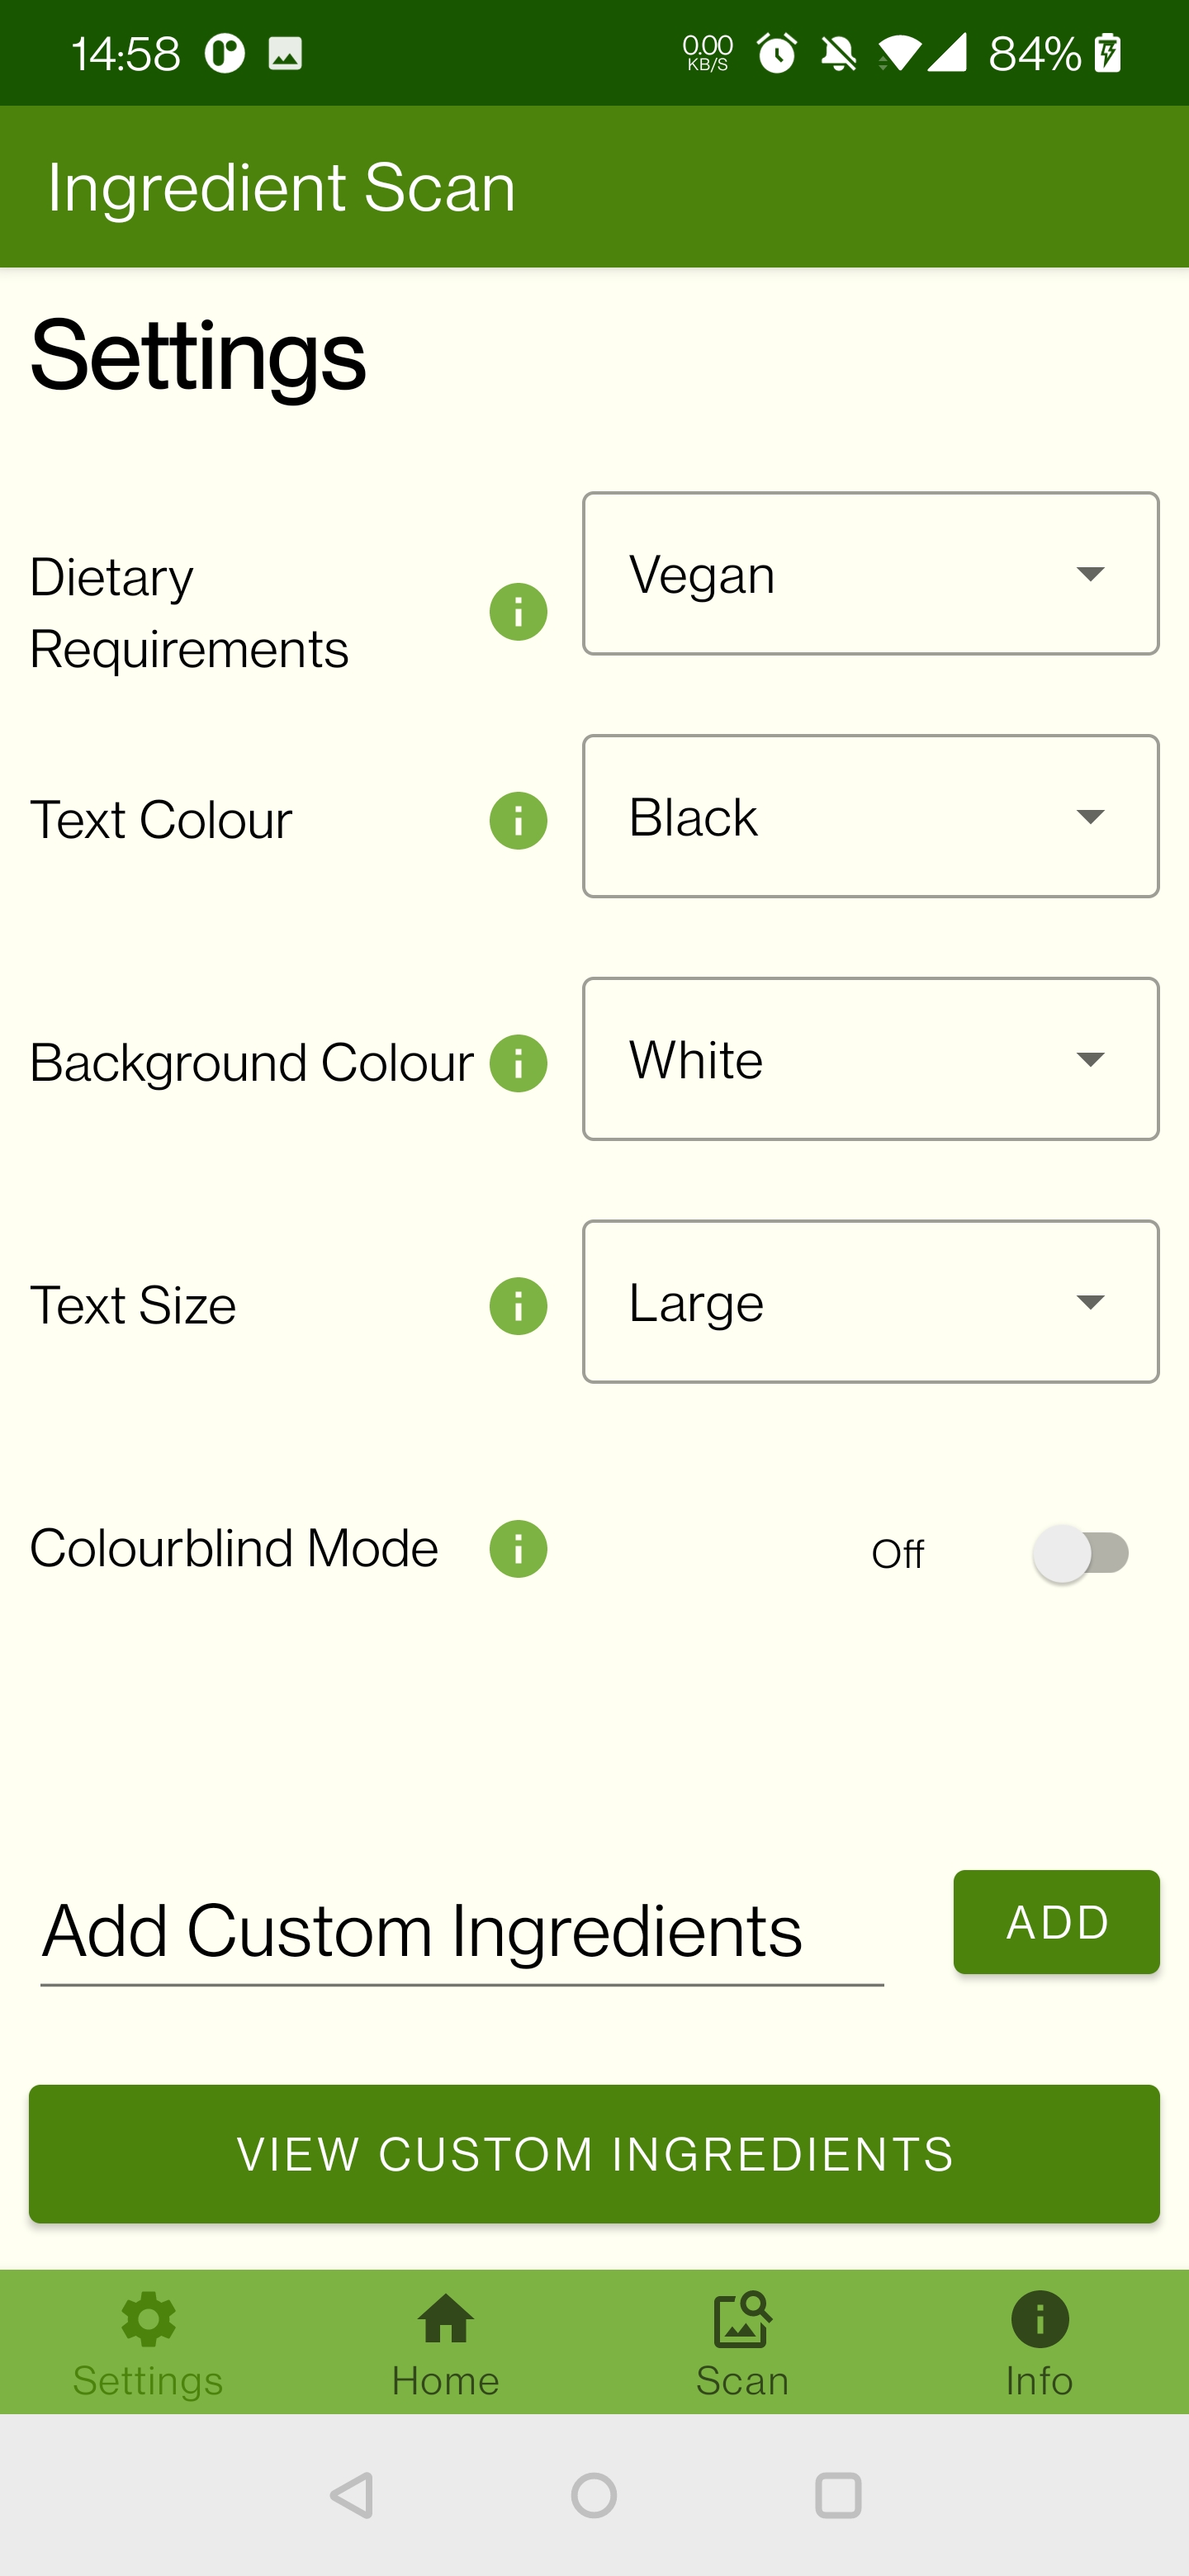 14:58
0.00
KB/S
84%
Ingredient Scan
Settings
Dietary
Requirements
Vegan
Text Colour
Black
Background Colour
White
Text Size
Large
Colourblind Mode
Off
Add Custom Ingredients
ADD
VIEW CUSTOM INGREDIENTS
Settings
Home
Scan
Info